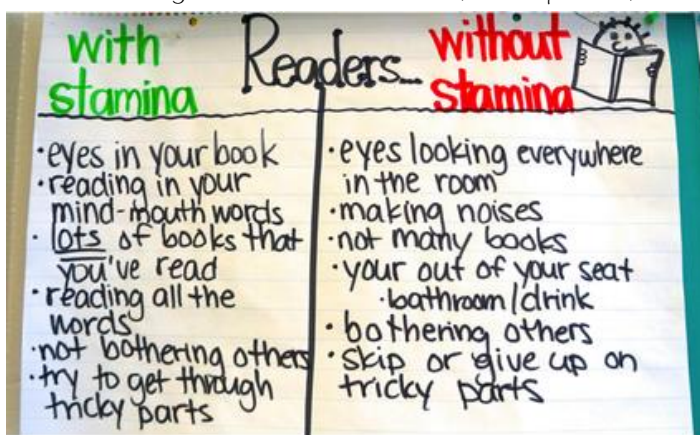 with
stamina
Readers...
without
stamina
•eyes in your book
•reading in your
mind-mouth words
• lots of books that
you've read
•reading all the
words
•not bothering others
•try to get through
tricky parts
•eyes looking everywhere
in the room
•making noises
•not many books
•your out of your seat
•bathroom/drink
•bothering others
•skip or give up on
tricky parts